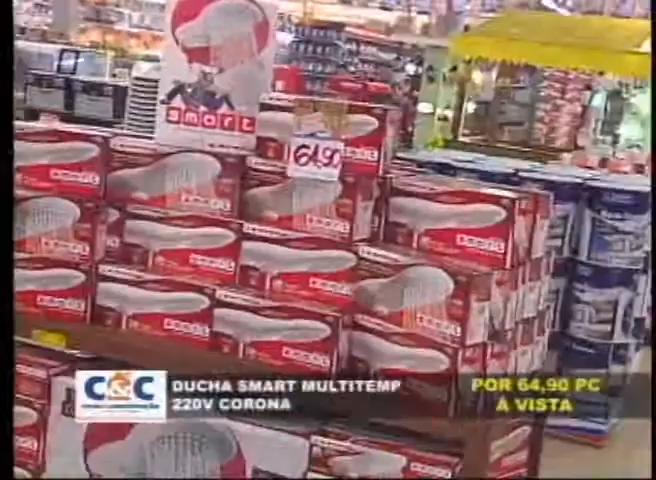 smart
64,90
C&C
DUCHA SMART MULTITEMP
220V CORONA
POR 64,90 PC
À VISTA